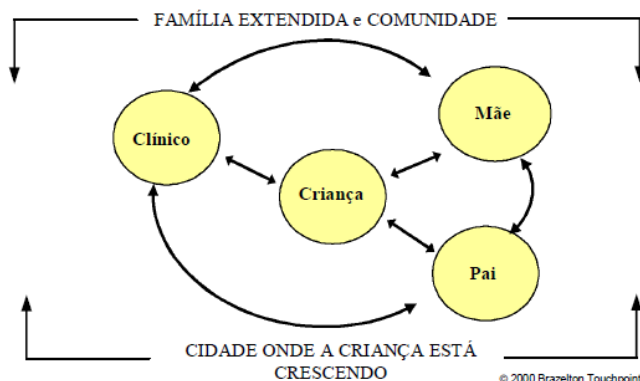 FAMÍLIA EXTENDIDA e COMUNIDADE
Mãe
Clínico
Criança
Pai
CIDADE ONDE A CRIANÇA ESTÁ
CRESCENDO
© 2000 Brazelton Touchpoint